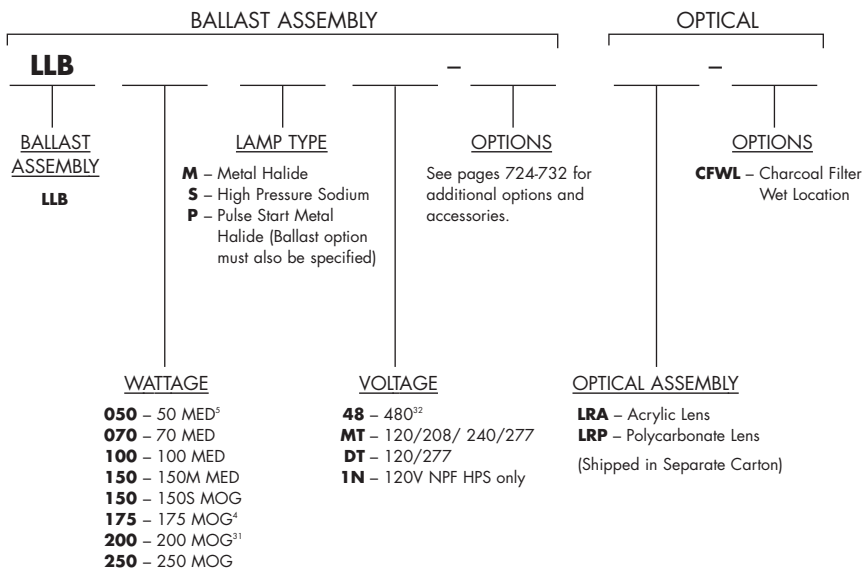 BALLAST ASSEMBLY
OPTICAL
LLB
–
–
BALLAST
ASSEMBLY
LLB
LAMP TYPE
M – Metal Halide
S – High Pressure Sodium
P – Pulse Start Metal
Halide (Ballast option
must also be specified)
OPTIONS
See pages 724-732 for
additional options and
accessories.
OPTIONS
CFWL – Charcoal Filter
Wet Location
WATTAGE
050 – 50 MED⁵
070 – 70 MED
100 – 100 MED
150 – 150M MED
150 – 150S MOG
175 – 175 MOG⁴
200 – 200 MOG³¹
250 – 250 MOG
VOLTAGE
48 – 480³²
MT – 120/208/ 240/277
DT – 120/277
1N – 120V NPF HPS only
OPTICAL ASSEMBLY
LRA – Acrylic Lens
LRP – Polycarbonate Lens
(Shipped in Separate Carton)